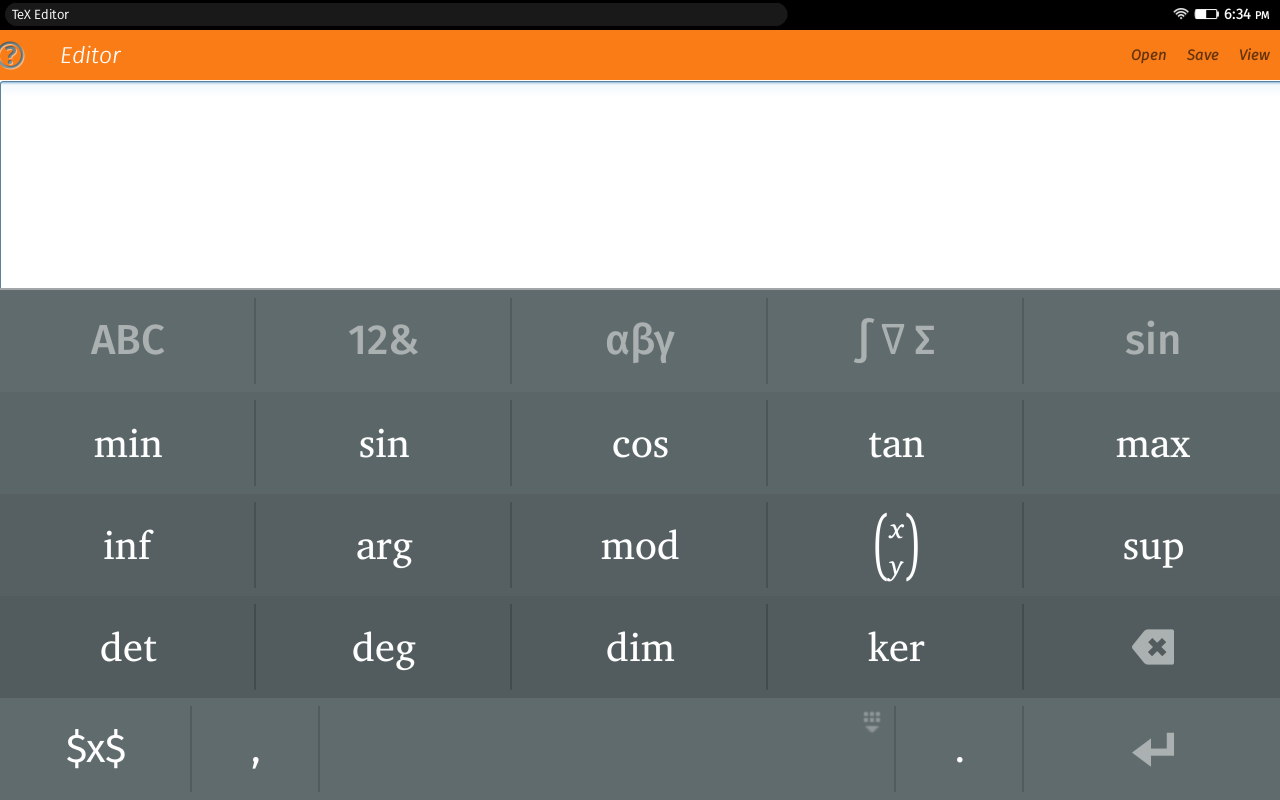 TeX Editor 6:34 PM
? Editor Open Save View
ABC 12& αβγ ∫ ∇ Σ sin
min sin cos tan max
inf arg mod (x y) sup
det deg dim ker
$x$ , .